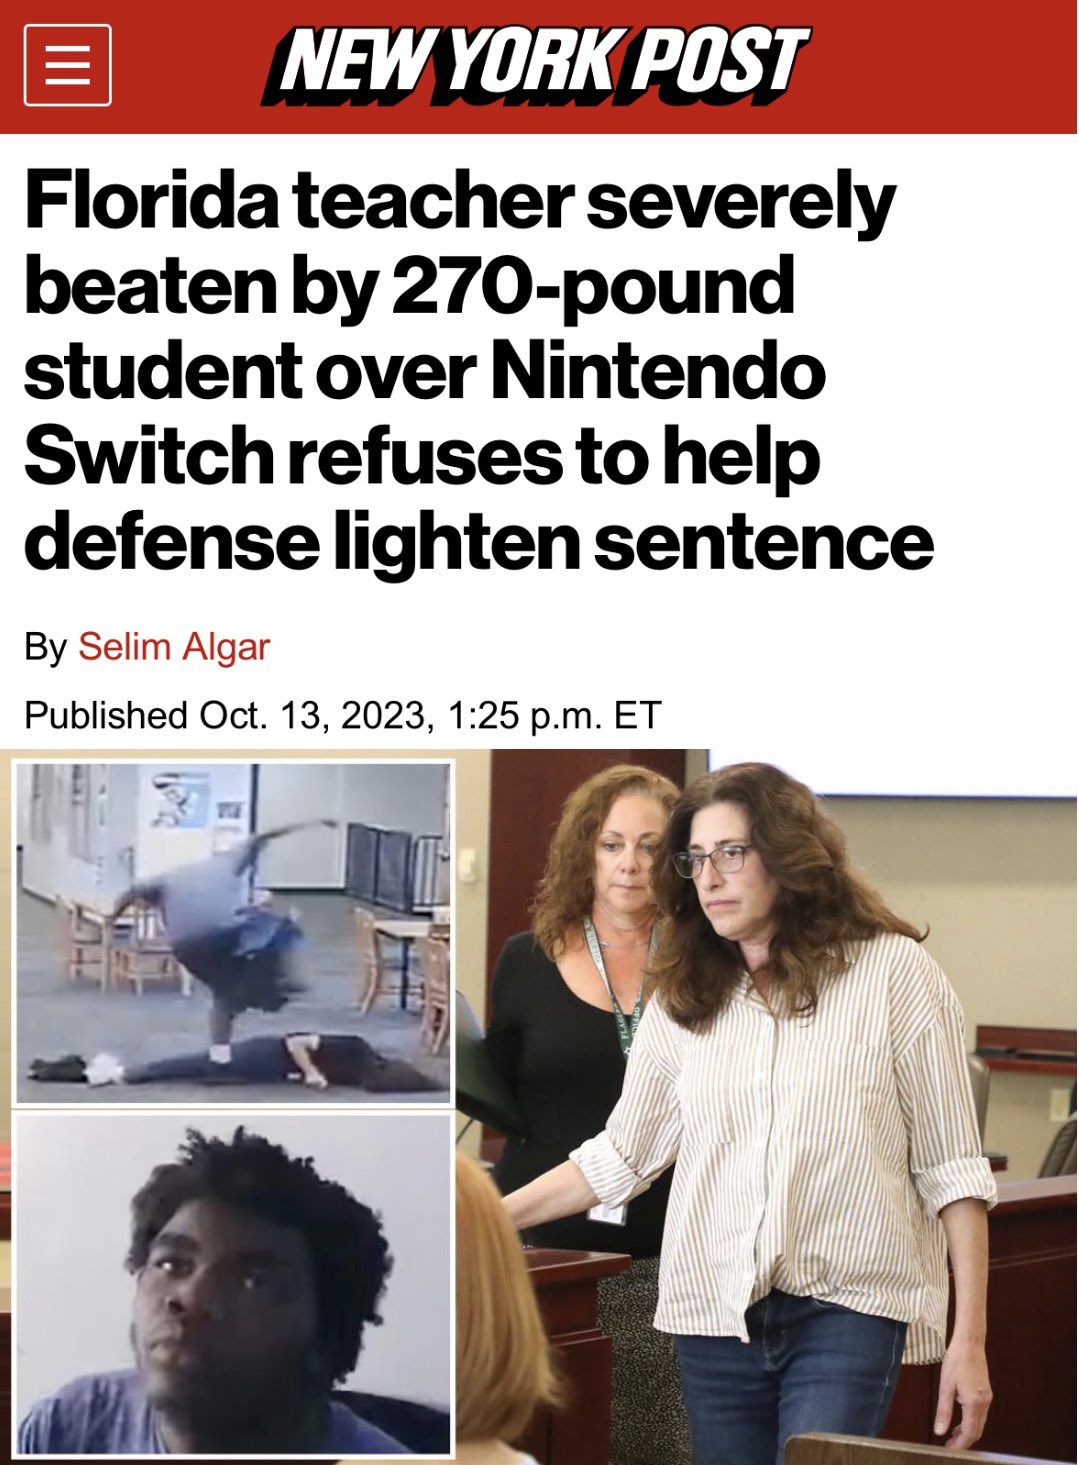 NEW YORK POST
Florida teacher severely
beaten by 270-pound
student over Nintendo
Switch refuses to help
defense lighten sentence
By Selim Algar
Published Oct. 13, 2023, 1:25 p.m. ET